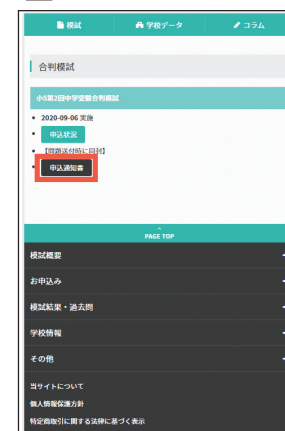 模試
学校データ
コラム
合判模試
小5第2回中学受験合判模試
2020-09-06 実施
申込状況
【問題送付時に同封】
申込通知書
PAGE TOP
模試概要
お申込み
模試結果・過去問
学校情報
その他
当サイトについて
個人情報保護方針
特定商取引に関する法律に基づく表示